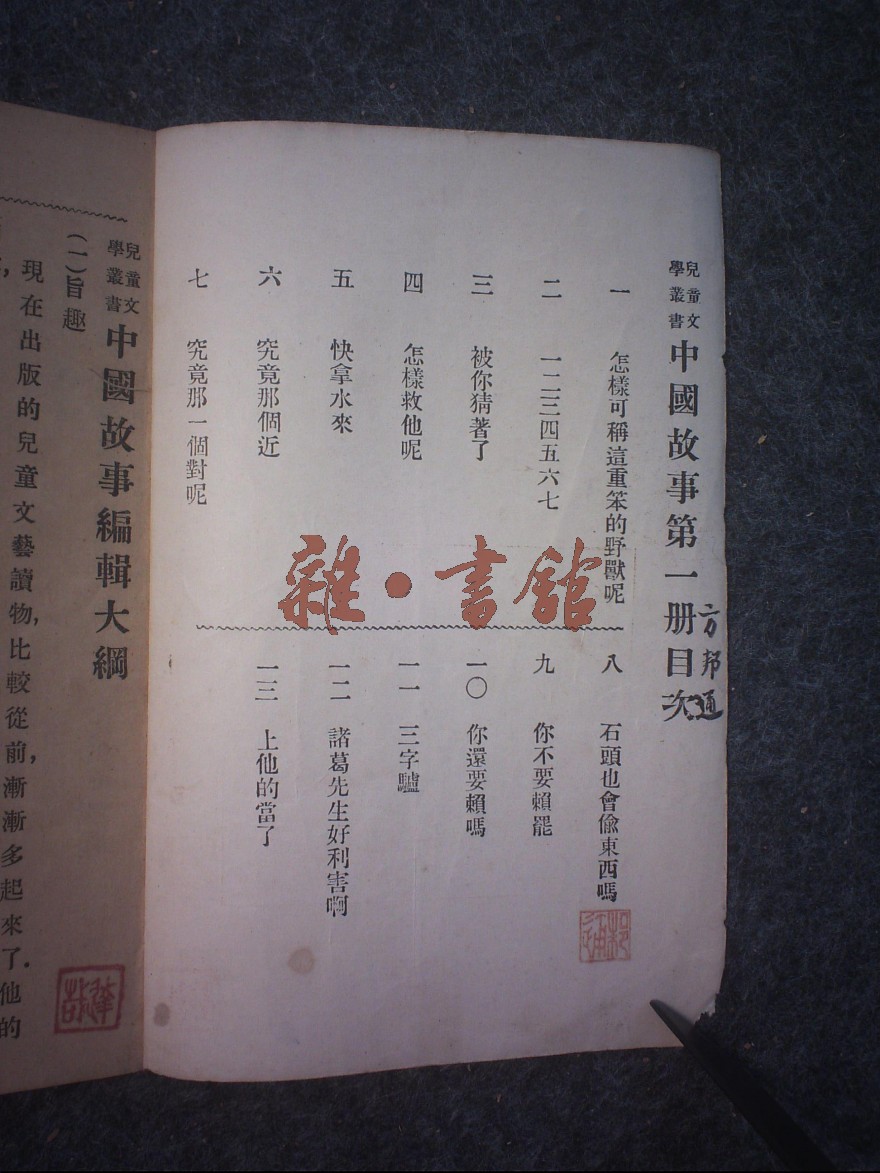 兒童文學叢書 中國故事第一册目次
方邦通
一 怎樣可稱這重笨的野獸呢
二 一二三四五六七
三 被你猜著了
四 怎樣救他呢
五 快拿水來
六 究竟那個近
七 究竟那一個對呢
八 石頭也會偷東西嗎
九 你不要賴罷
一〇 你還要賴嗎
一一 三字驢
一二 諸葛先生好利害啊
一三 上他的當了
邦通
雜·書館
兒童文學叢書 中國故事編輯大綱
(一)旨趣
現在出版的兒童文藝讀物,比較從前,漸漸多起來了.他的